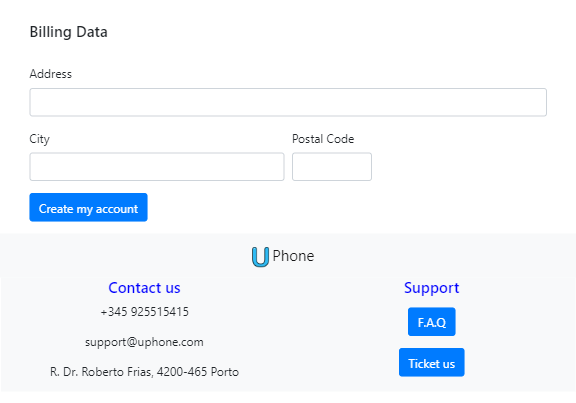 Billing Data
Address
City
Postal Code
Create my account
U Phone
Contact us
+345 925515415
support@uphone.com
R. Dr. Roberto Frias, 4200-465 Porto
Support
F.A.Q
Ticket us